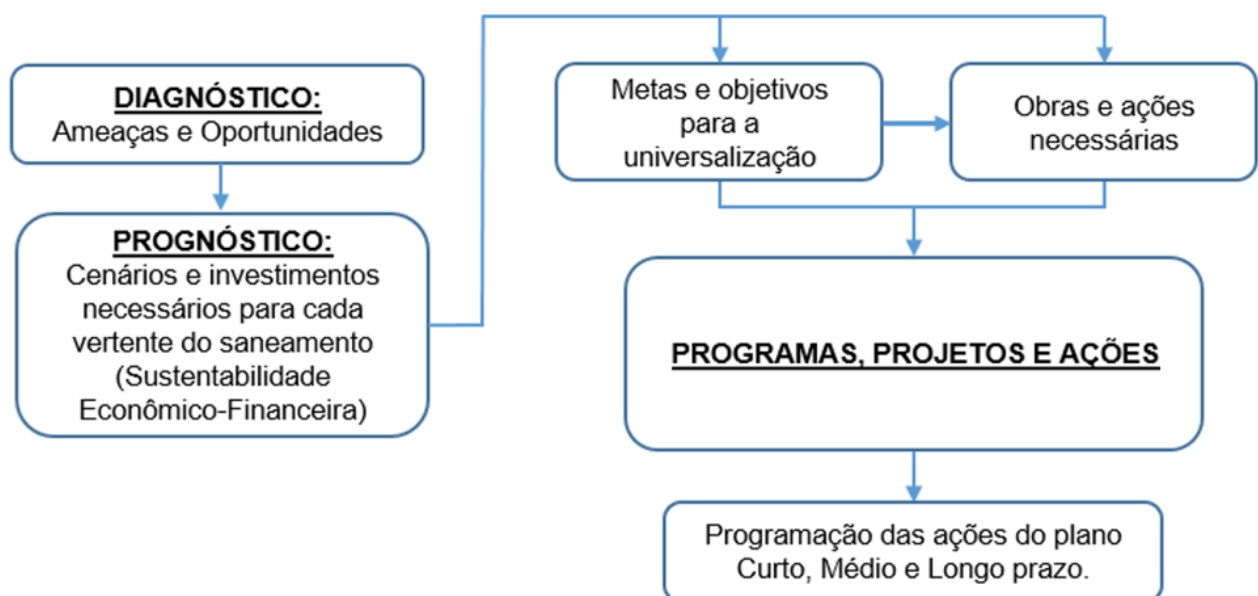 DIAGNÓSTICO:
Ameaças e Oportunidades
PROGNÓSTICO:
Cenários e investimentos
necessários para cada
vertente do saneamento
(Sustentabilidade
Econômico-Financeira)
Metas e objetivos
para a
universalização
Obras e ações
necessárias
PROGRAMAS, PROJETOS E AÇÕES
Programação das ações do plano
Curto, Médio e Longo prazo.